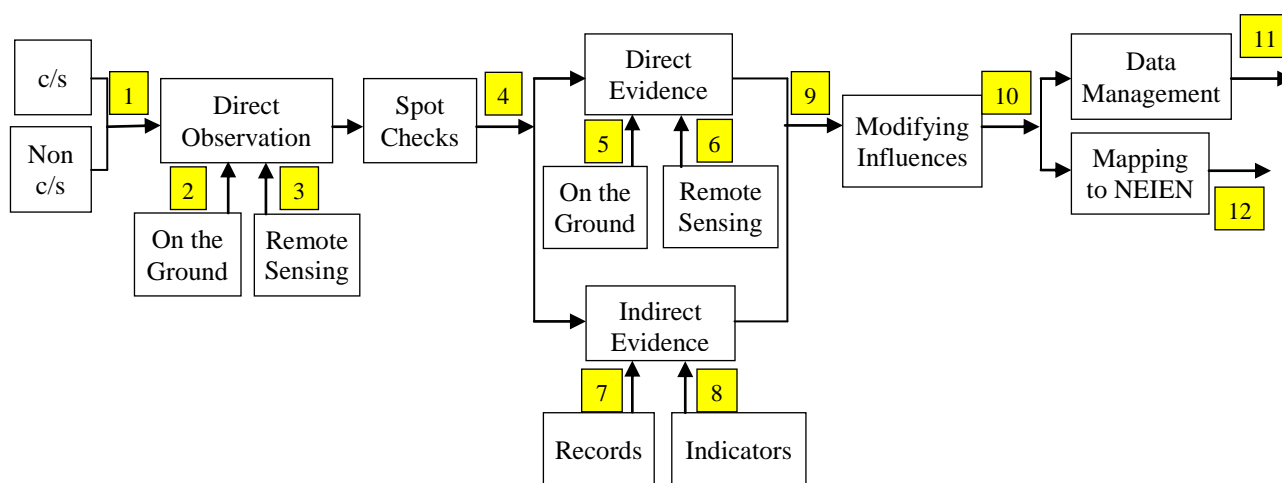 c/s
Non
c/s
1
Direct
Observation
2
3
On the
Ground
Remote
Sensing
Spot
Checks
4
Direct
Evidence
5
6
On the
Ground
Remote
Sensing
Indirect
Evidence
7
8
Records
Indicators
9
Modifying
Influences
10
Data
Management
11
Mapping
to NEIEN
12